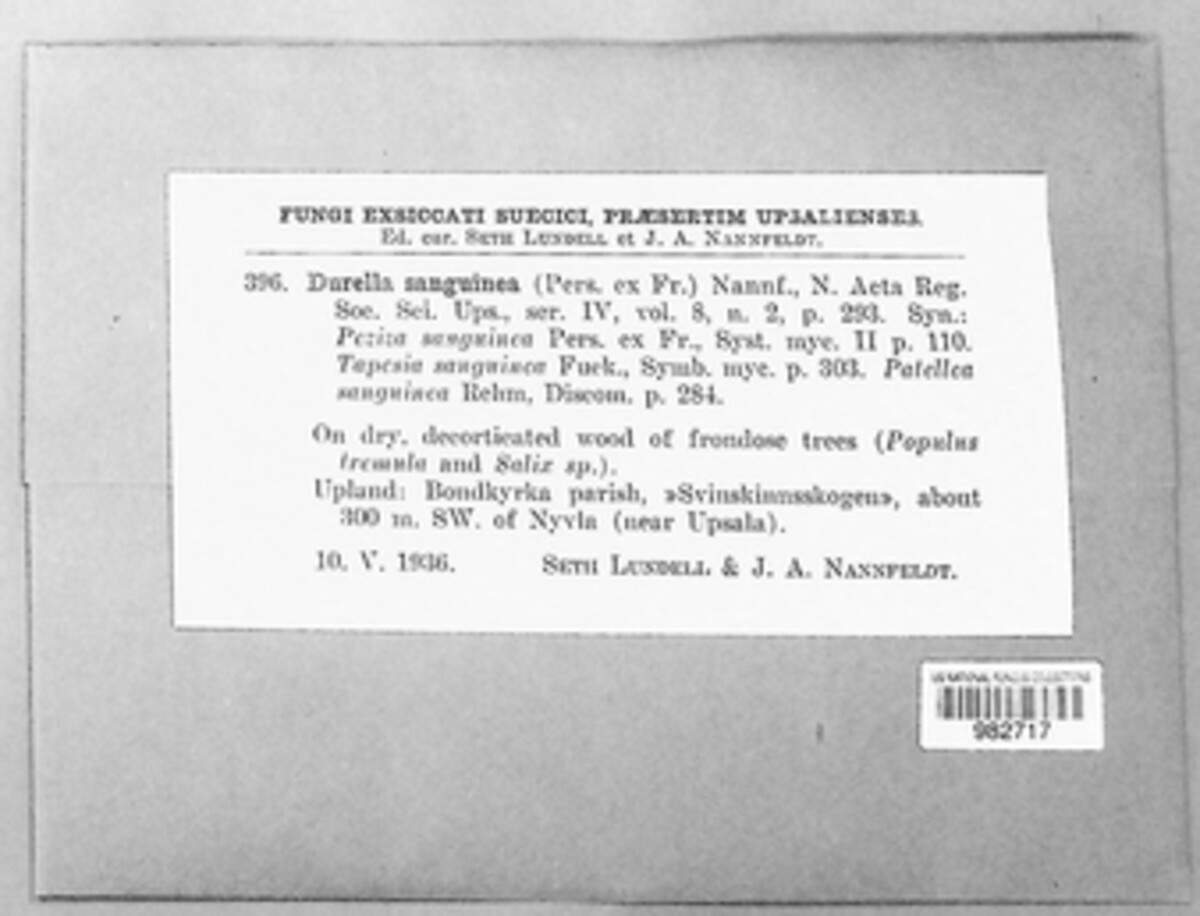 FUNGI EXSICCATI SUECICI, PRÆSERTIM UPSALIENSES.
Ed. cur. SETH LUNDELL et J. A. NANNFELDT.
396. Durella sanguinea (Pers. ex Fr.) Nannf., N. Acta Reg.
Soc. Sci. Ups., ser. IV, vol. 8, n. 2, p. 293. Syn.:
Peziza sanguinea Pers. ex Fr., Syst. myc. II p. 110.
Tapesia sanguinea Fuck., Symb. myc. p. 303. Patellea
sanguinea Rehm, Discom. p. 284.
On dry, decorticated wood of frondose trees (Populus
tremula and Salix sp.).
Upland: Bondkyrka parish, »Svinskinnsskogen», about
300 m. SW. of Nyvla (near Upsala).
10. V. 1936. SETH LUNDELL & J. A. NANNFELDT.
US NATIONAL FUNGUS COLLECTIONS
982717